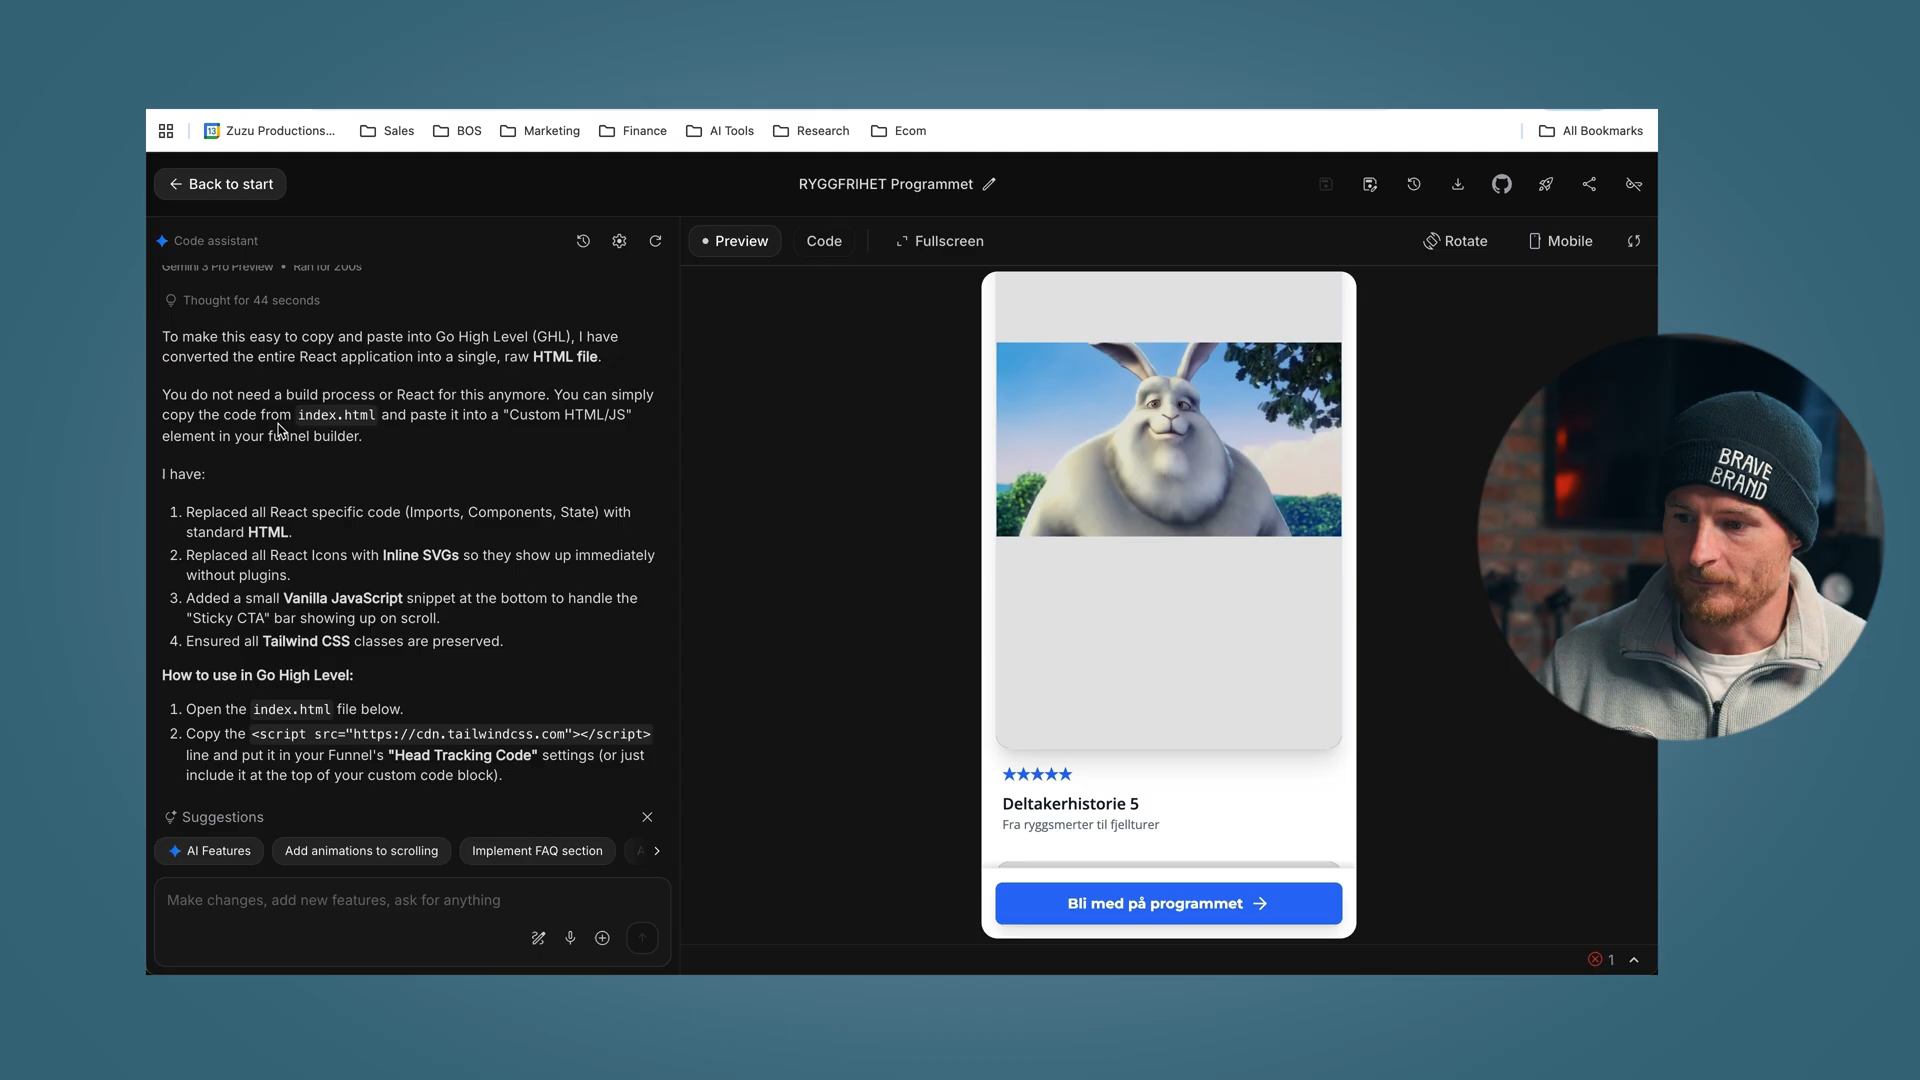 13 Zuzu Productions... Sales BOS Marketing Finance AI Tools Research Ecom All Bookmarks
Back to start RYGGFRIHET Programmet
Code assistant Preview Code Fullscreen Rotate Mobile
Gemini 3 Pro Preview • Ran for 200s
Thought for 44 seconds
To make this easy to copy and paste into Go High Level (GHL), I have
converted the entire React application into a single, raw HTML file.
You do not need a build process or React for this anymore. You can simply
copy the code from index.html and paste it into a "Custom HTML/JS"
element in your funnel builder.
I have:
1. Replaced all React specific code (Imports, Components, State) with
standard HTML.
2. Replaced all React Icons with Inline SVGs so they show up immediately
without plugins.
3. Added a small Vanilla JavaScript snippet at the bottom to handle the
"Sticky CTA" bar showing up on scroll.
4. Ensured all Tailwind CSS classes are preserved.
How to use in Go High Level:
1. Open the index.html file below.
2. Copy the <script src="https://cdn.tailwindcss.com"></script>
line and put it in your Funnel's "Head Tracking Code" settings (or just
include it at the top of your custom code block).
Suggestions
AI Features Add animations to scrolling Implement FAQ section A
Make changes, add new features, ask for anything
★★★★★
Deltakerhistorie 5
Fra ryggsmerter til fjellturer
Bli med på programmet →
1
BRAVE
BRAND